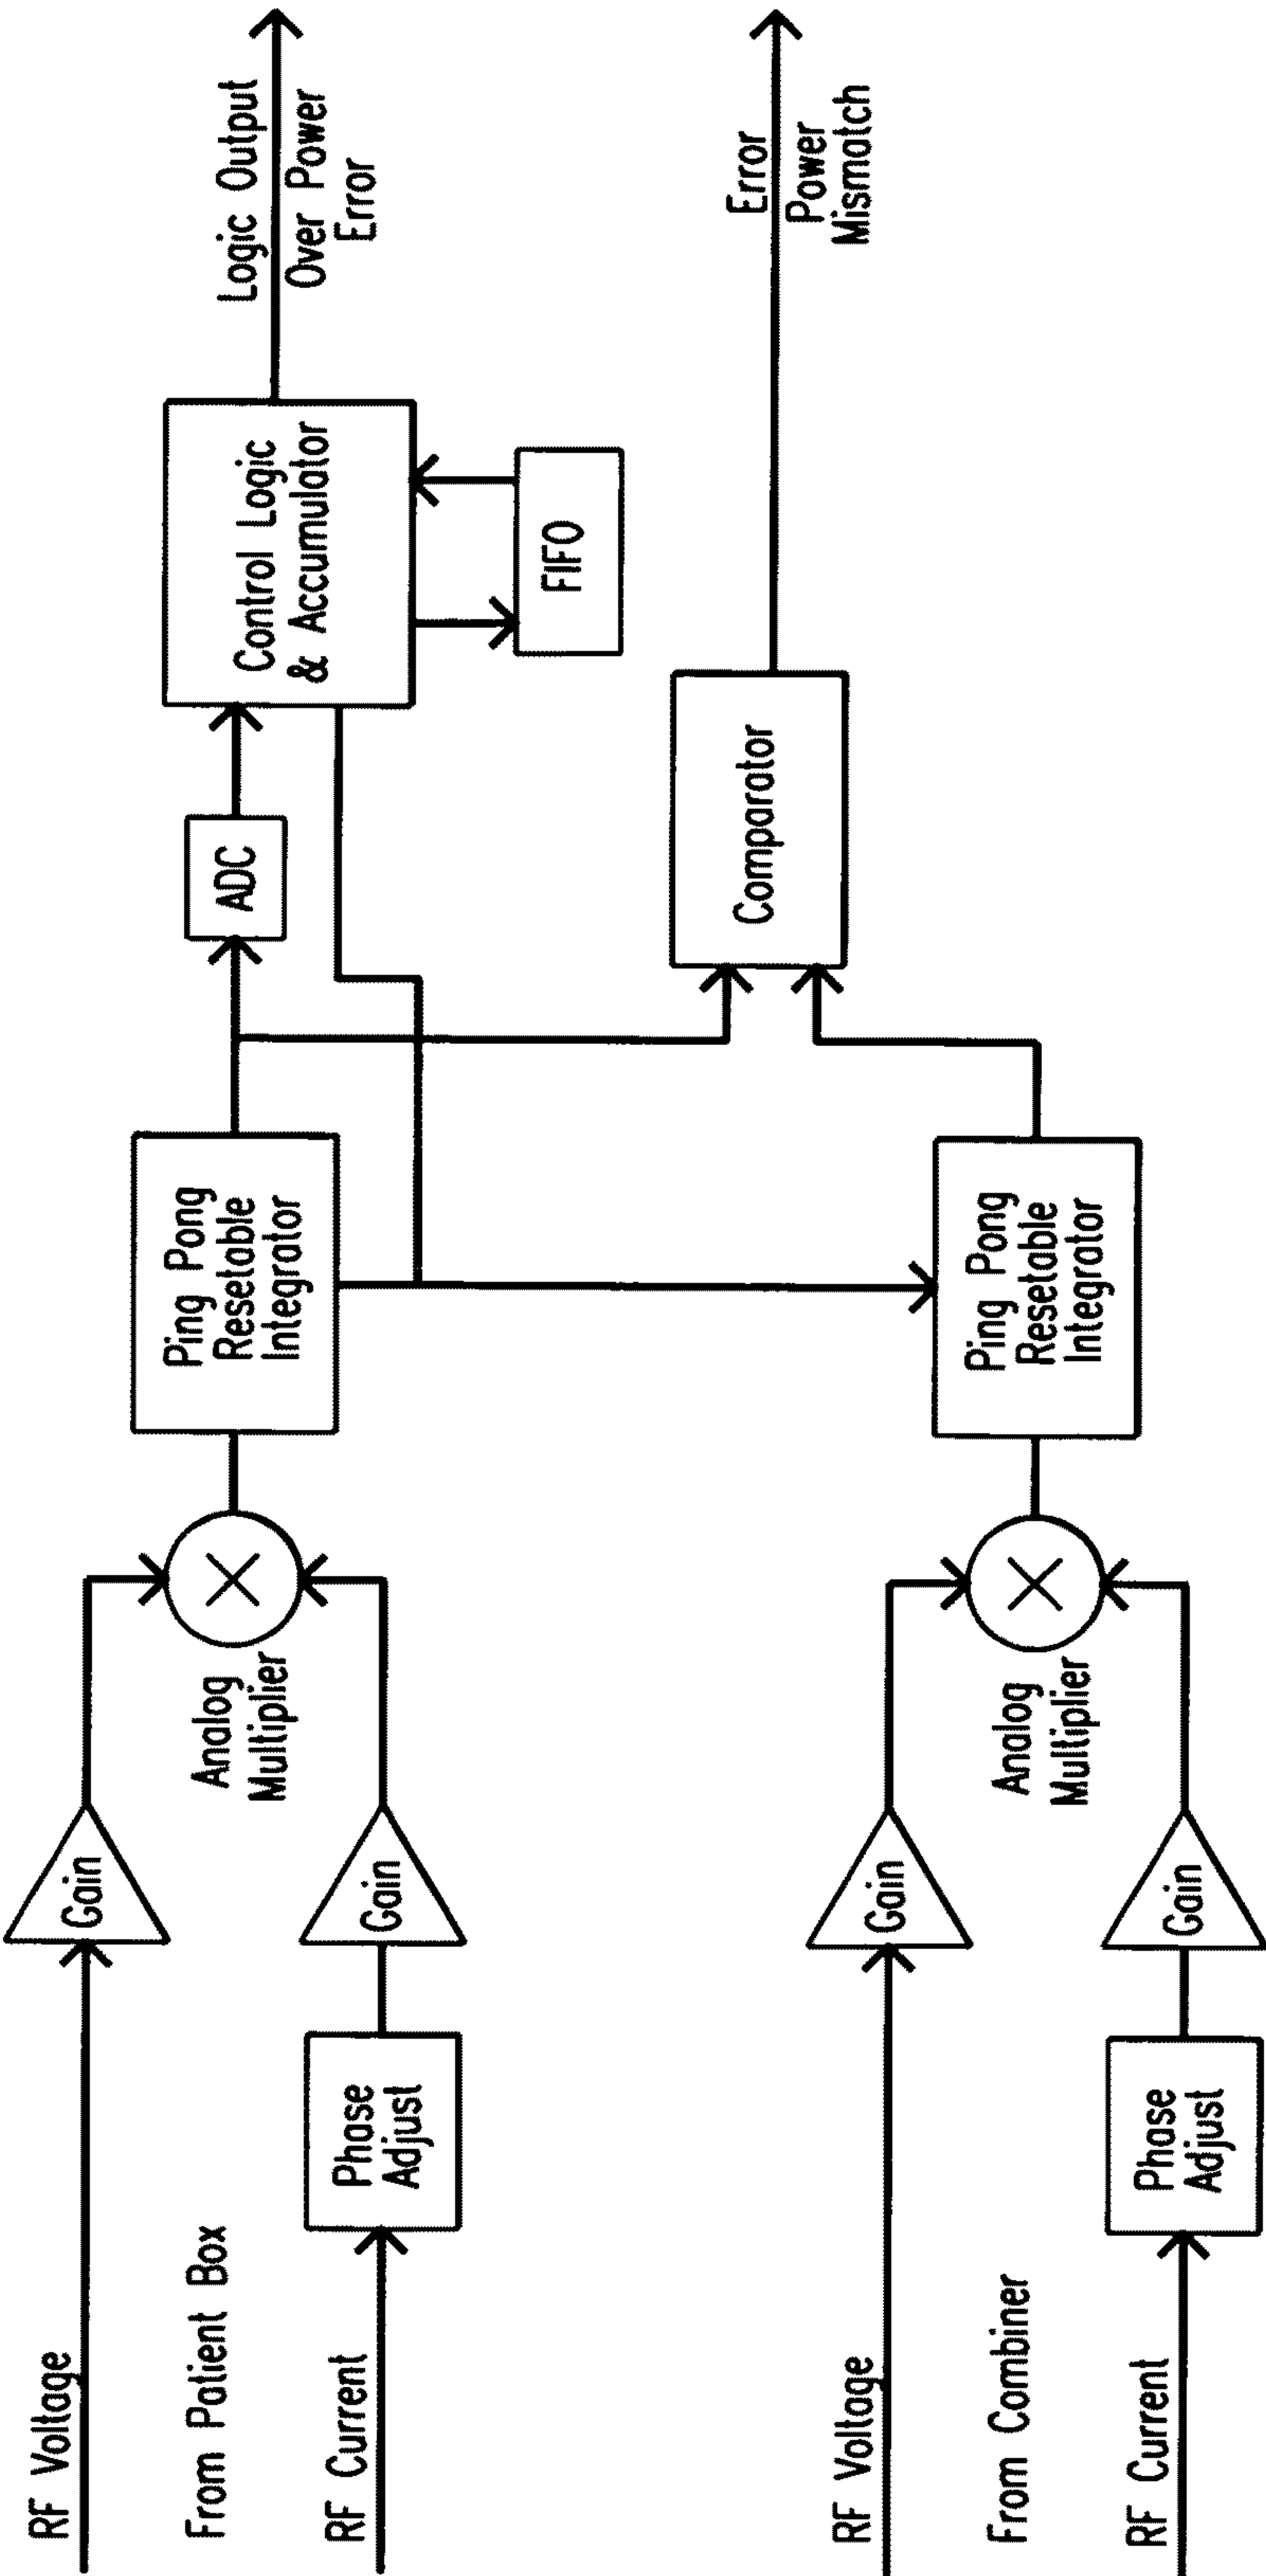 RF Voltage
From Patient Box
RF Current
Phase
Adjust
Gain
Gain
Analog
Multiplier
Ping Pong
Resetable
Integrator
ADC
Control Logic
& Accumulator
FIFO
Logic Output
Over Power
Error
RF Voltage
From Combiner
RF Current
Phase
Adjust
Gain
Gain
Analog
Multiplier
Ping Pong
Resetable
Integrator
Comparator
Error
Power
Mismatch